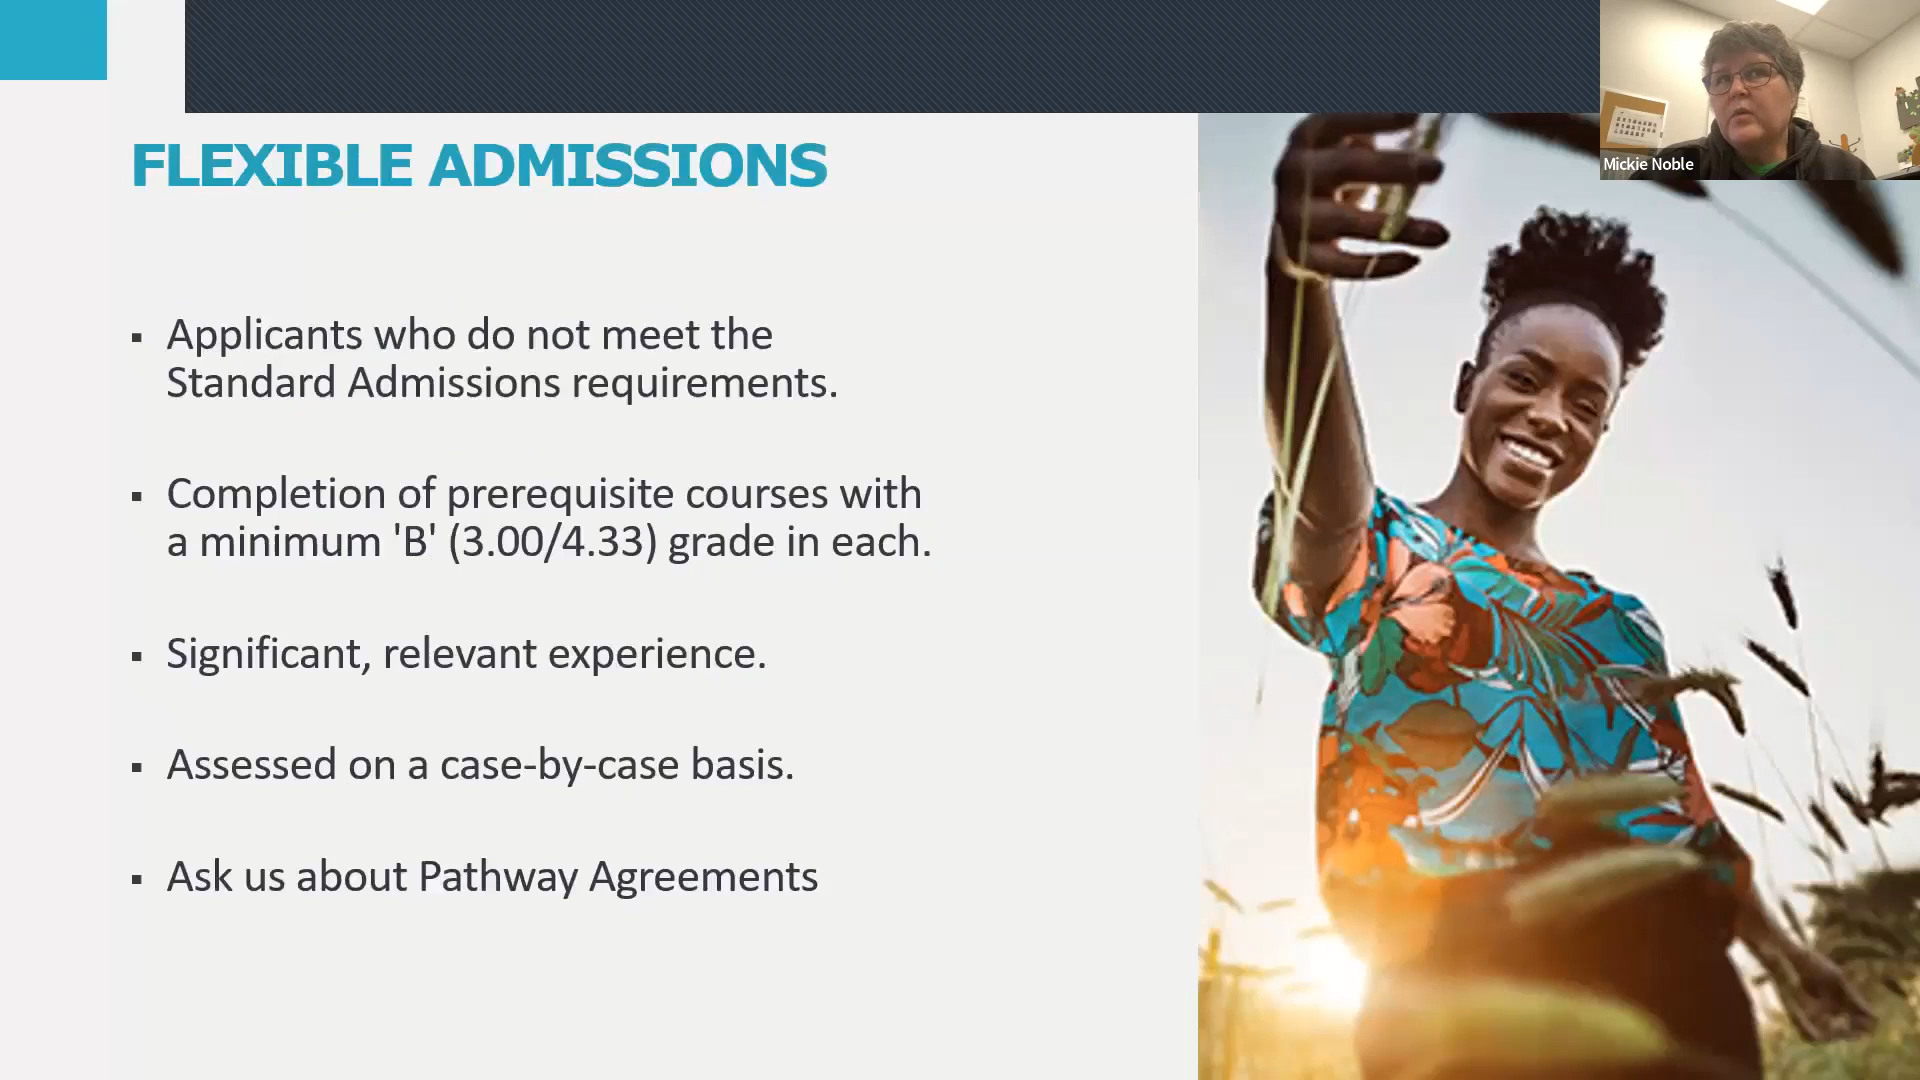 FLEXIBLE ADMISSIONS
▪ Applicants who do not meet the
Standard Admissions requirements.
▪ Completion of prerequisite courses with
a minimum 'B' (3.00/4.33) grade in each.
▪ Significant, relevant experience.
▪ Assessed on a case-by-case basis.
▪ Ask us about Pathway Agreements
Mickie Noble